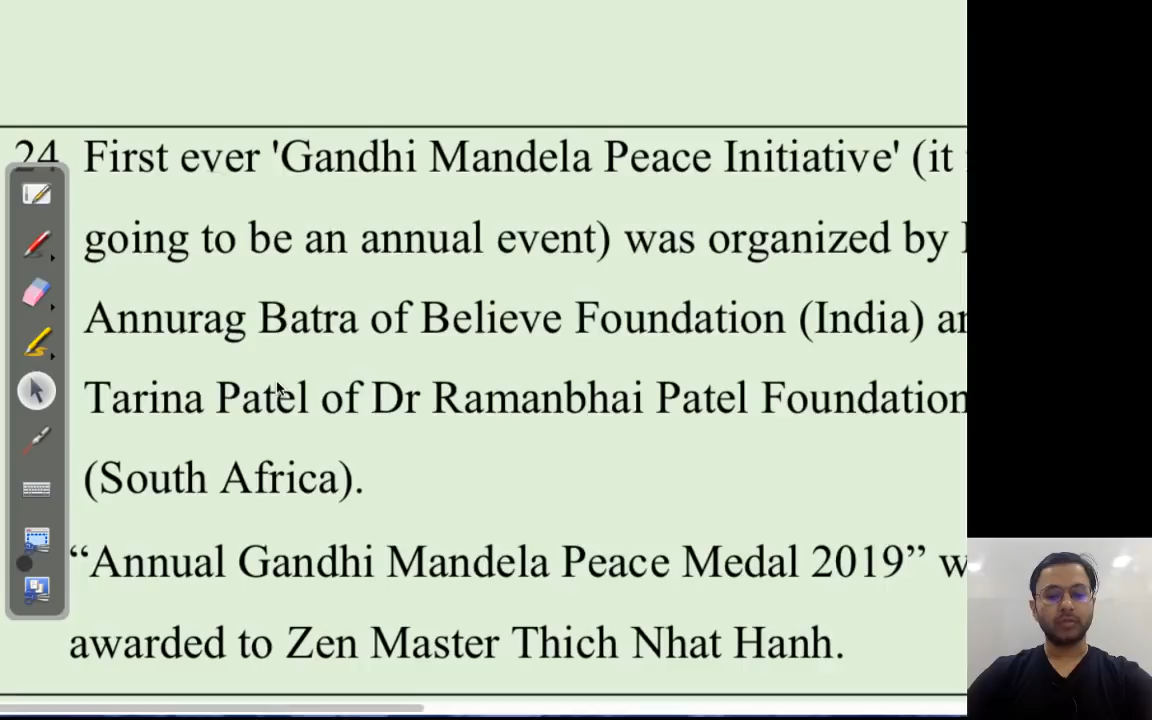 24 First ever 'Gandhi Mandela Peace Initiative' (it
going to be an annual event) was organized by
Annurag Batra of Believe Foundation (India)
Tarina Patel of Dr Ramanbhai Patel Foundation
(South Africa).
“Annual Gandhi Mandela Peace Medal 2019”
awarded to Zen Master Thich Nhat Hanh.